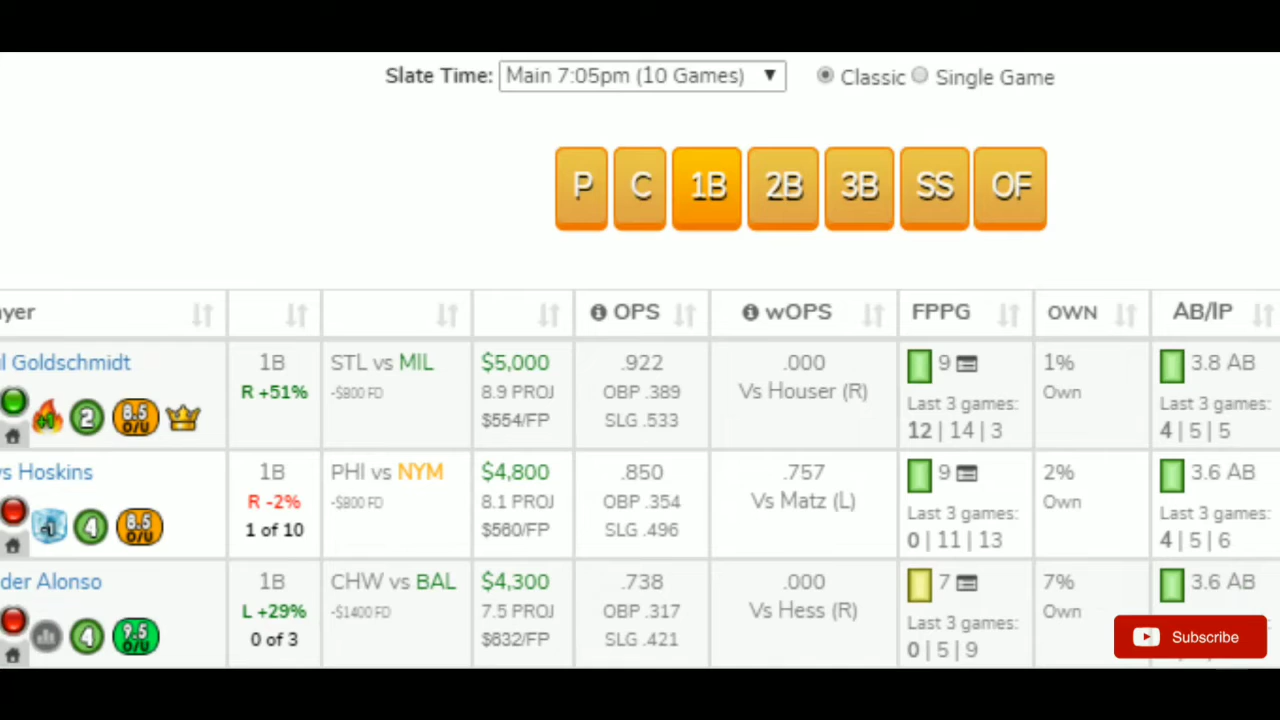 Slate Time: Main 7:05pm (10 Games) ▼ Classic Single Game
P C 1B 2B 3B SS OF
ayer OPS wOPS FPPG OWN AB/IP
l Goldschmidt 1B STL vs MIL $5,000 .922 .000 9 1% 3.8 AB
R +51% -$800 FD 8.9 PROJ OBP .389 Vs Houser (R) Own
+1 2 8.5 O/U $554/FP SLG .533 Last 3 games: Last 3 games:
12 | 14 | 3 4 | 5 | 5
ys Hoskins 1B PHI vs NYM $4,800 .850 .757 9 2% 3.6 AB
R -2% -$800 FD 8.1 PROJ OBP .354 Vs Matz (L) Own
4 8.5 O/U 1 of 10 $560/FP SLG .496 Last 3 games: Last 3 games:
0 | 11 | 13 4 | 5 | 6
der Alonso 1B CHW vs BAL $4,300 .738 .000 7 7% 3.6 AB
L +29% -$1400 FD 7.5 PROJ OBP .317 Vs Hess (R) Own
4 9.5 O/U 0 of 3 $632/FP SLG .421 Last 3 games:
0 | 5 | 9
Subscribe